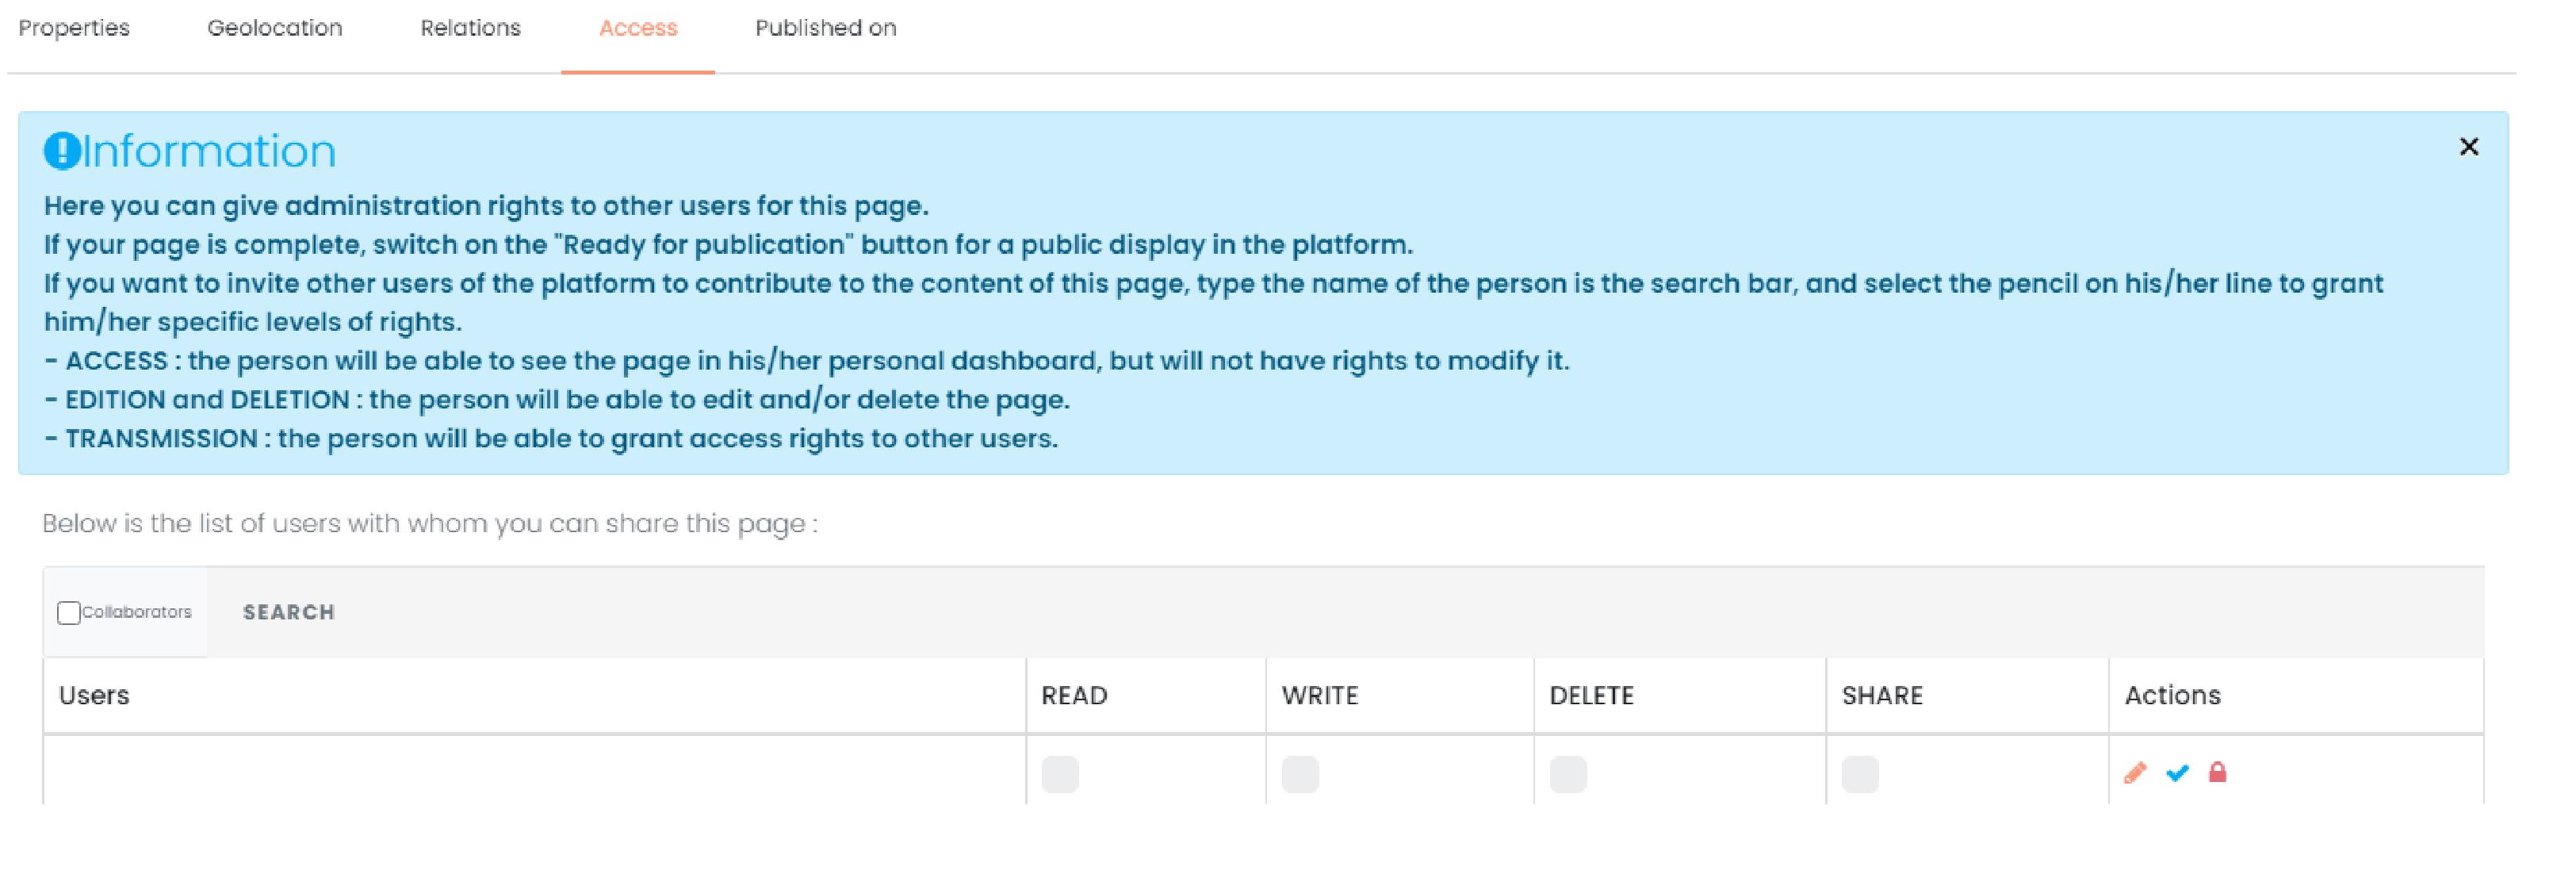 Properties Geolocation Relations Access Published on
Information
Here you can give administration rights to other users for this page.
If your page is complete, switch on the "Ready for publication" button for a public display in the platform.
If you want to invite other users of the platform to contribute to the content of this page, type the name of the person is the search bar, and select the pencil on his/her line to grant
him/her specific levels of rights.
- ACCESS : the person will be able to see the page in his/her personal dashboard, but will not have rights to modify it.
- EDITION and DELETION : the person will be able to edit and/or delete the page.
- TRANSMISSION : the person will be able to grant access rights to other users.
Below is the list of users with whom you can share this page :
Collaborators SEARCH
Users READ WRITE DELETE SHARE Actions